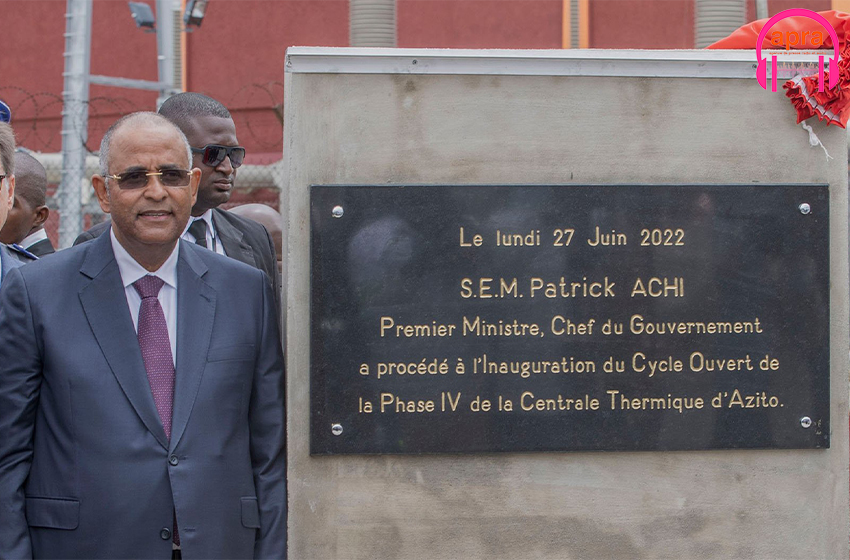 apra
Le lundi 27 Juin 2022
S.E.M. Patrick ACHI
Premier Ministre, Chef du Gouvernement
a procédé à l'Inauguration du Cycle Ouvert de
la Phase IV de la Centrale Thermique d'Azito.